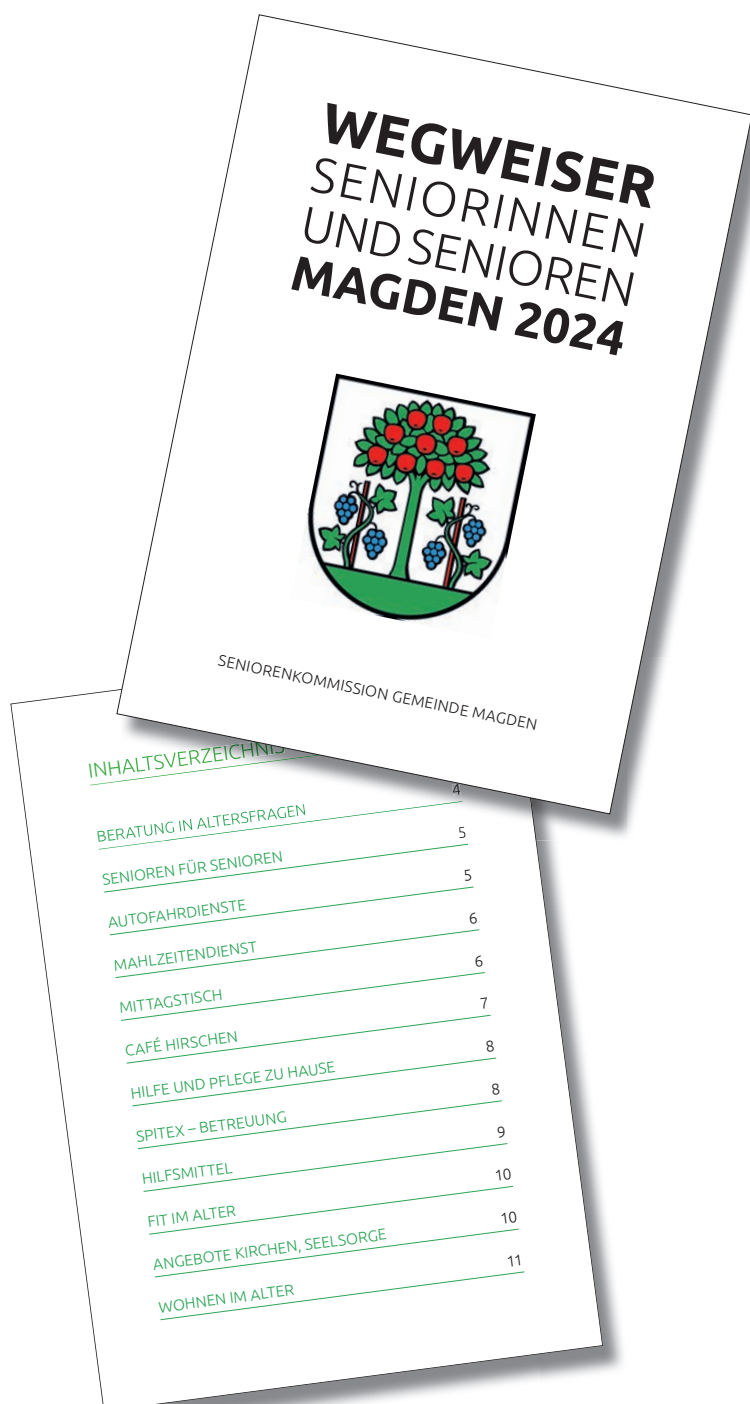 WEGWEISER
SENIORINNEN
UND SENIOREN
MAGDEN 2024
SENIORENKOMMISSION GEMEINDE MAGDEN
INHALTSVERZEICHNIS
BERATUNG IN ALTERSFRAGEN 4
SENIOREN FÜR SENIOREN 5
AUTOFAHRDIENSTE 5
MAHLZEITENDIENST 6
MITTAGSTISCH 6
CAFÉ HIRSCHEN 7
HILFE UND PFLEGE ZU HAUSE 8
SPITEX – BETREUUNG 8
HILFSMITTEL 9
FIT IM ALTER 10
ANGEBOTE KIRCHEN, SEELSORGE 10
WOHNEN IM ALTER 11